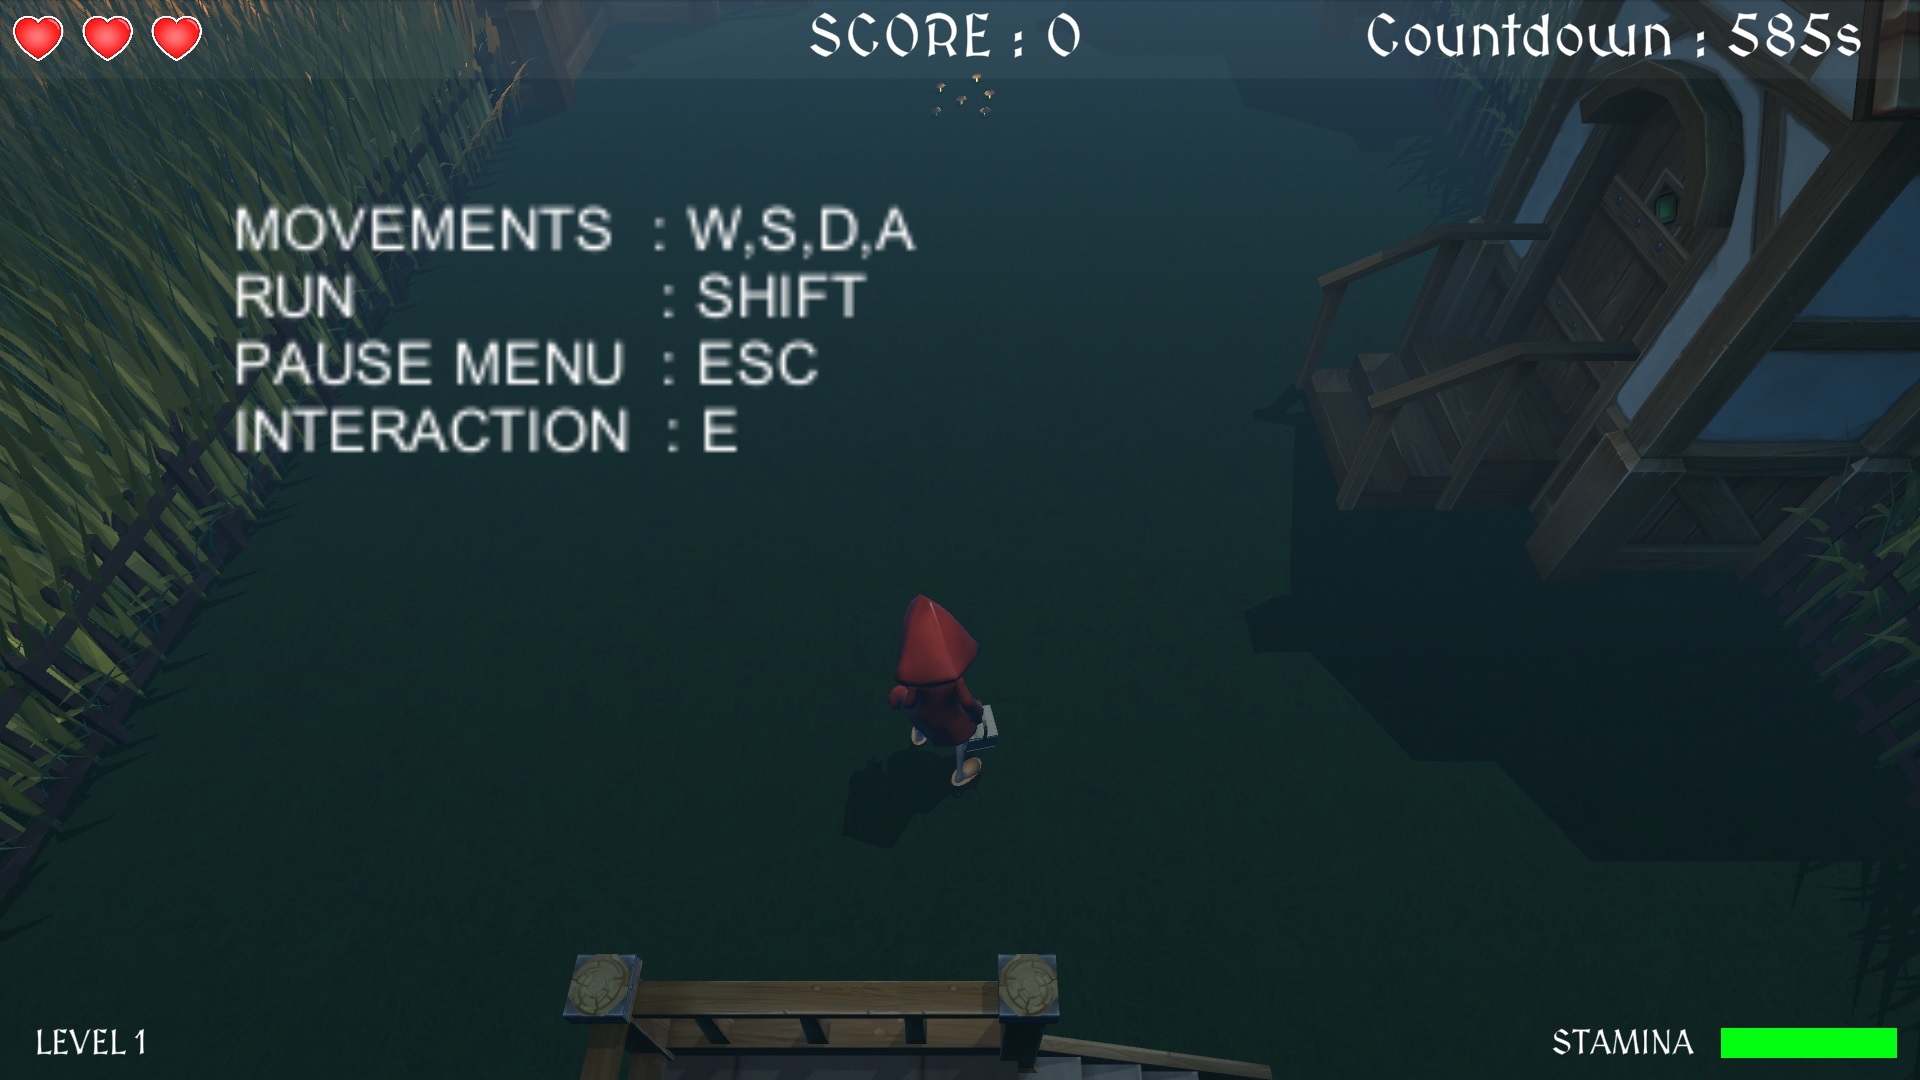 SCORE : 0
Countdown : 585s
MOVEMENTS : W,S,D,A
RUN : SHIFT
PAUSE MENU : ESC
INTERACTION : E
LEVEL 1
STAMINA